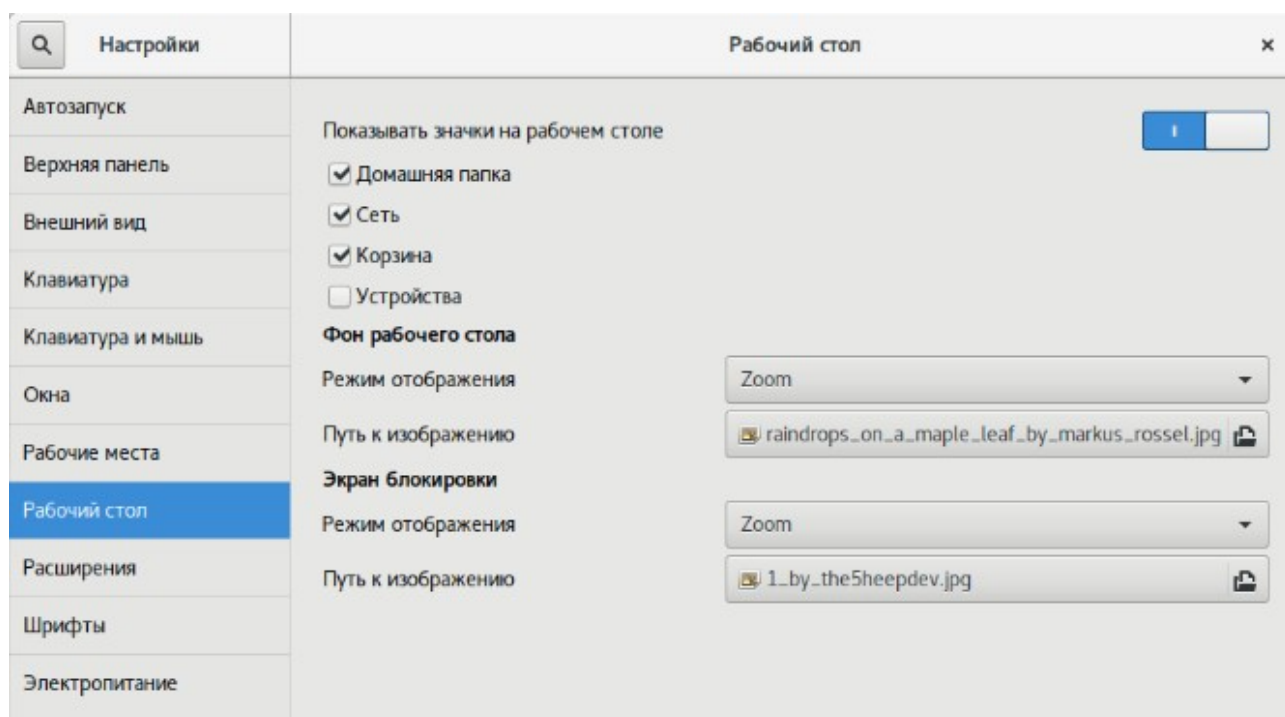 Настройки
Рабочий стол
Автозапуск
Верхняя панель
Внешний вид
Клавиатура
Клавиатура и мышь
Окна
Рабочие места
Рабочий стол
Расширения
Шрифты
Электропитание
Показывать значки на рабочем столе
Домашняя папка
Сеть
Корзина
Устройства
Фон рабочего стола
Режим отображения
Zoom
Путь к изображению
raindrops_on_a_maple_leaf_by_markus_rossel.jpg
Экран блокировки
Режим отображения
Zoom
Путь к изображению
1_by_the5heepdev.jpg